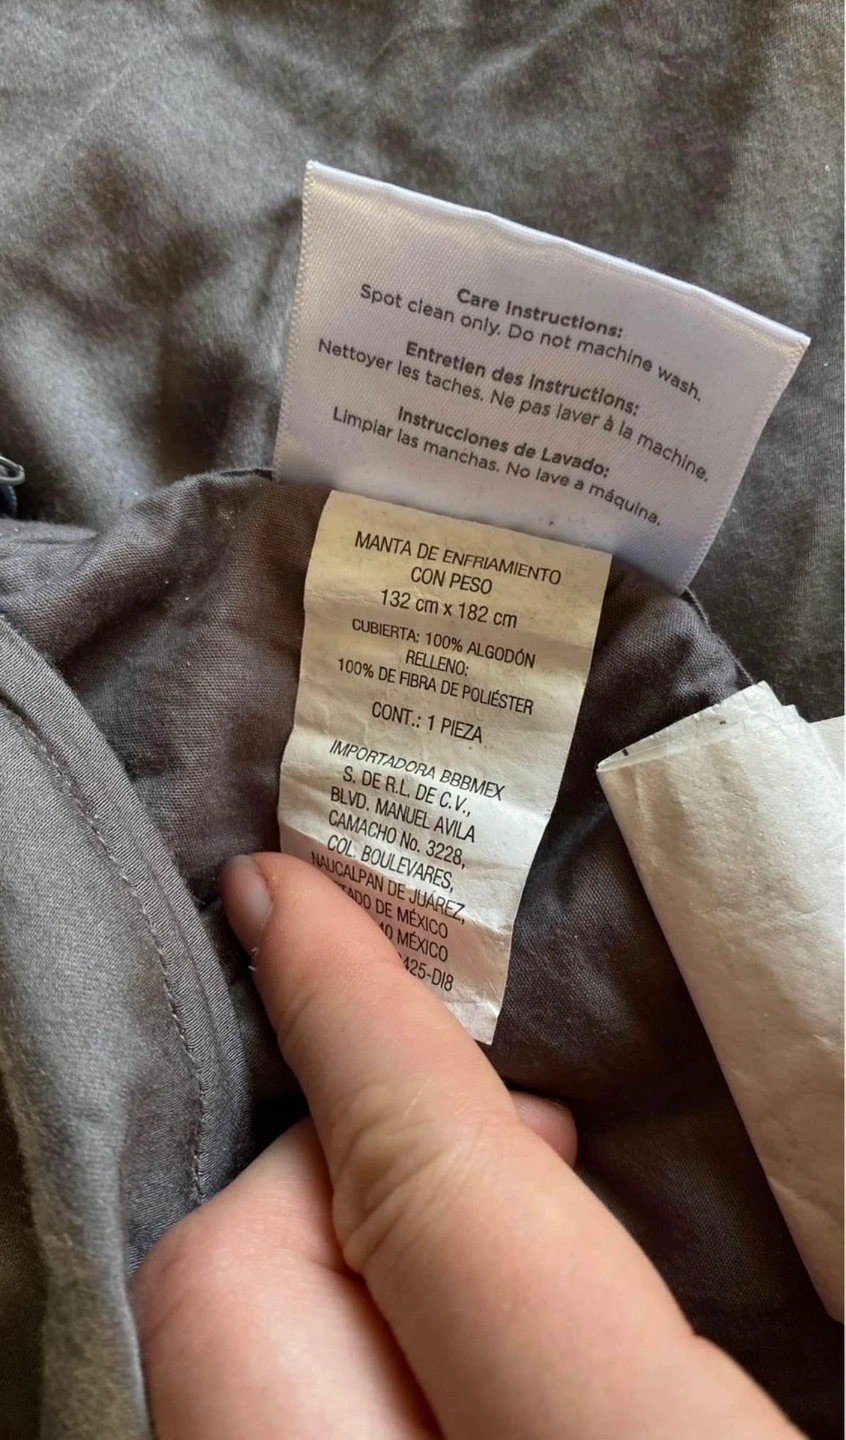 Care Instructions:
Spot clean only. Do not machine wash.
Entretien des Instructions:
Nettoyer les taches. Ne pas laver à la machine.
Instrucciones de Lavado:
Limpiar las manchas. No lave a máquina.
MANTA DE ENFRIAMIENTO
CON PESO
132 cm x 182 cm
CUBIERTA: 100% ALGODÓN
RELLENO:
100% DE FIBRA DE POLIÉSTER
CONT.: 1 PIEZA
IMPORTADORA BBBMEX
S. DE R.L. DE C.V.,
BLVD. MANUEL AVILA
CAMACHO No. 3228,
COL. BOULEVARES,
NAUCALPAN DE JUÁREZ,
DE MÉXICO
MÉXICO